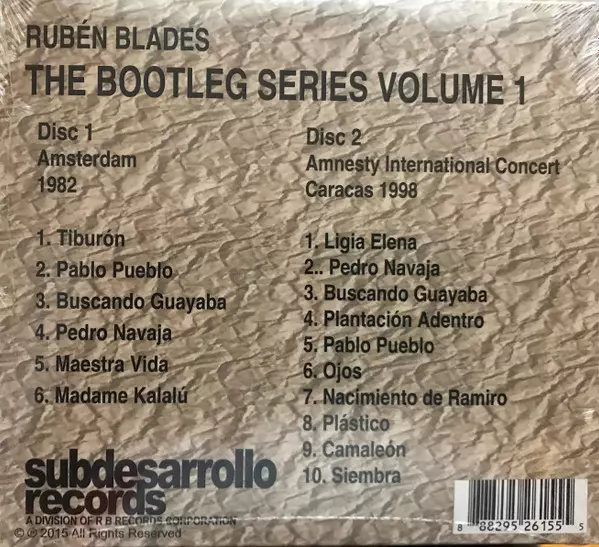 RUBÉN BLADES
THE BOOTLEG SERIES VOLUME 1
Disc 1
Amsterdam
1982
1. Tiburón
2. Pablo Pueblo
3. Buscando Guayaba
4. Pedro Navaja
5. Maestra Vida
6. Madame Kalalú
Disc 2
Amnesty International Concert
Caracas 1998
1. Ligia Elena
2.. Pedro Navaja
3. Buscando Guayaba
4. Plantación Adentro
5. Pablo Pueblo
6. Ojos
7. Nacimiento de Ramiro
8. Plástico
9. Camaleón
10. Siembra
subdesarrollo
records
A DIVISION OF R B RECORDS CORPORATION
℗ © 2015 All Rights Reserved
8 88295 26155 5